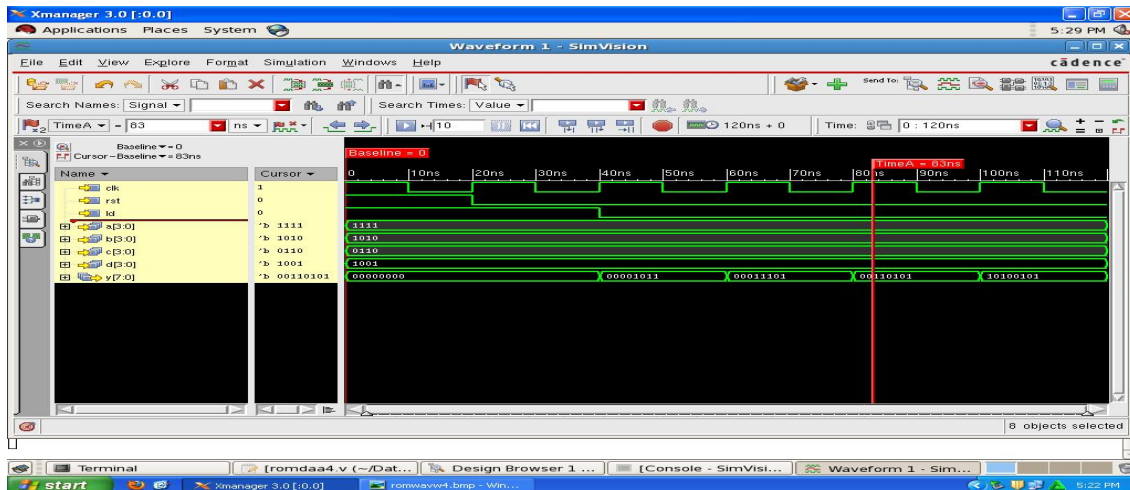 Xmanager 3.0 [:0.0]
Applications Places System 5:29 PM
Waveform 1 - SimVision
File Edit View Explore Format Simulation Windows Help cādence
Send To:
Search Names: Signal Search Times: Value
x2 TimeA = 83 ns 10 120ns + 0 Time: 0 : 120ns
Baseline = 0
Cursor-Baseline = 83ns
Baseline = 0
TimeA = 83ns
Name Cursor 0 10ns 20ns 30ns 40ns 50ns 60ns 70ns 80ns 90ns 100ns 110ns
clk 1
rst 0
ld 0
a[3:0] 'b 1111 1111
b[3:0] 'b 1010 1010
c[3:0] 'b 0110 0110
d[3:0] 'b 1001 1001
y[7:0] 'b 00110101 00000000 00001011 00011101 00110101 10100101
8 objects selected
Terminal [romdaa4.v (~/Dat... Design Browser 1 ... [Console - SimVisi... Waveform 1 - Sim...
start Xmanager 3.0 [:0.0] romwavw4.bmp - Win... 5:22 PM